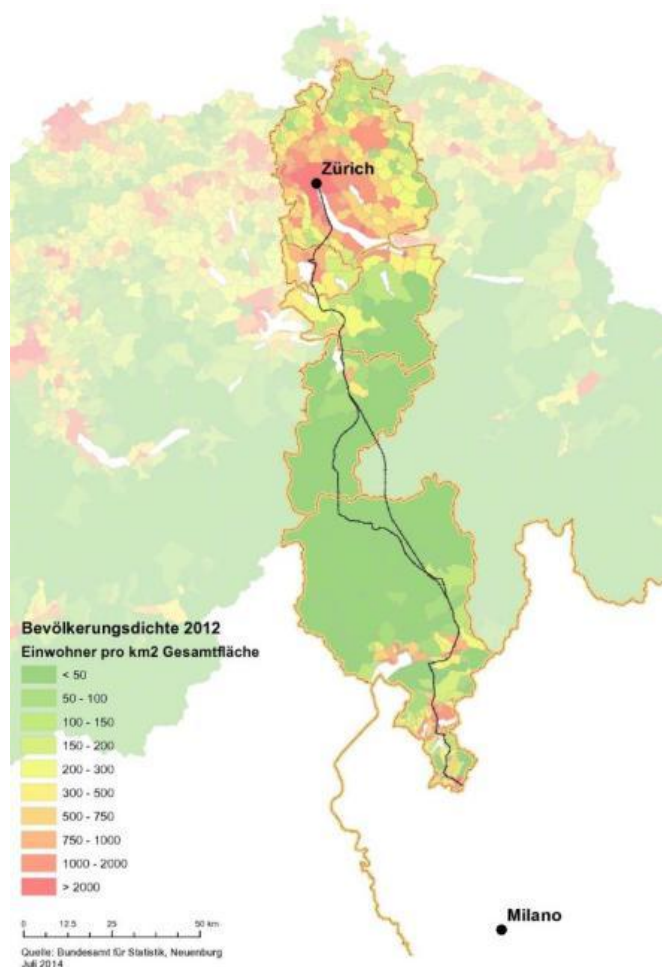 Zürich
Bevölkerungsdichte 2012
Einwohner pro km2 Gesamtfläche
< 50
50 - 100
100 - 150
150 - 200
200 - 300
300 - 500
500 - 750
750 - 1000
1000 - 2000
> 2000
0 12.5 25 50 km
Milano
Quelle: Bundesamt für Statistik, Neuenburg
Juli 2014